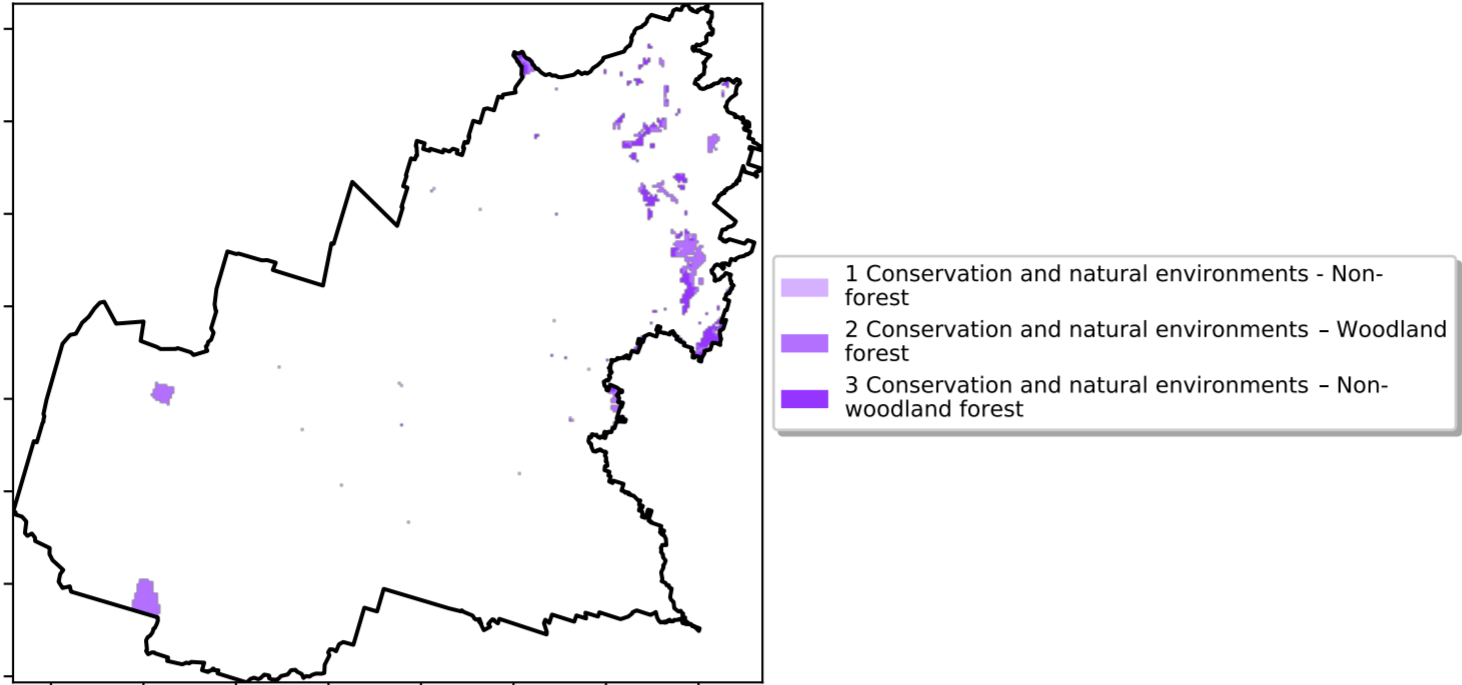 1 Conservation and natural environments - Non-
forest
2 Conservation and natural environments – Woodland
forest
3 Conservation and natural environments – Non-
woodland forest